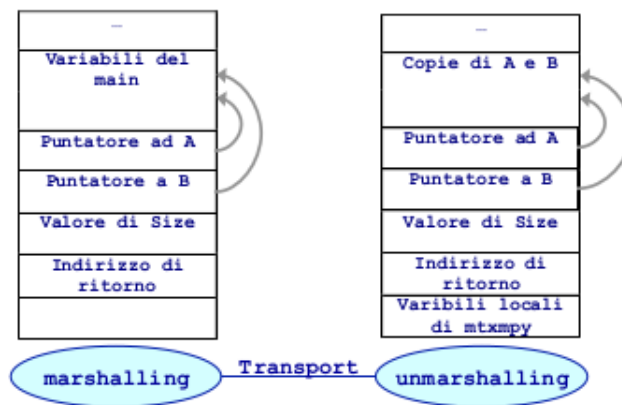 …
Variabili del
main
Puntatore ad A
Puntatore a B
Valore di Size
Indirizzo di
ritorno
…
Copie di A e B
Puntatore ad A
Puntatore a B
Valore di Size
Indirizzo di
ritorno
Varibili locali
di mtxmpy
marshalling
Transport
unmarshalling